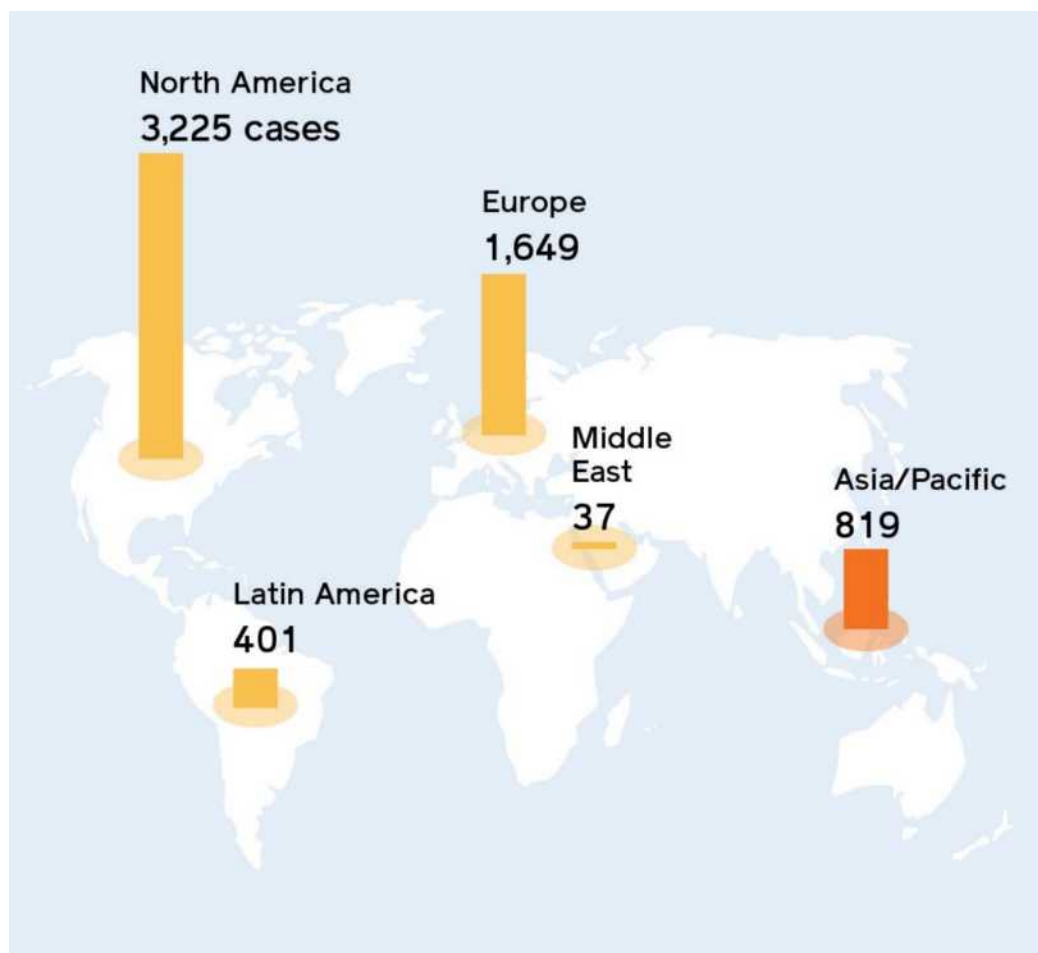 North America
3,225 cases
Europe
1,649
Middle
East
37
Asia/Pacific
819
Latin America
401